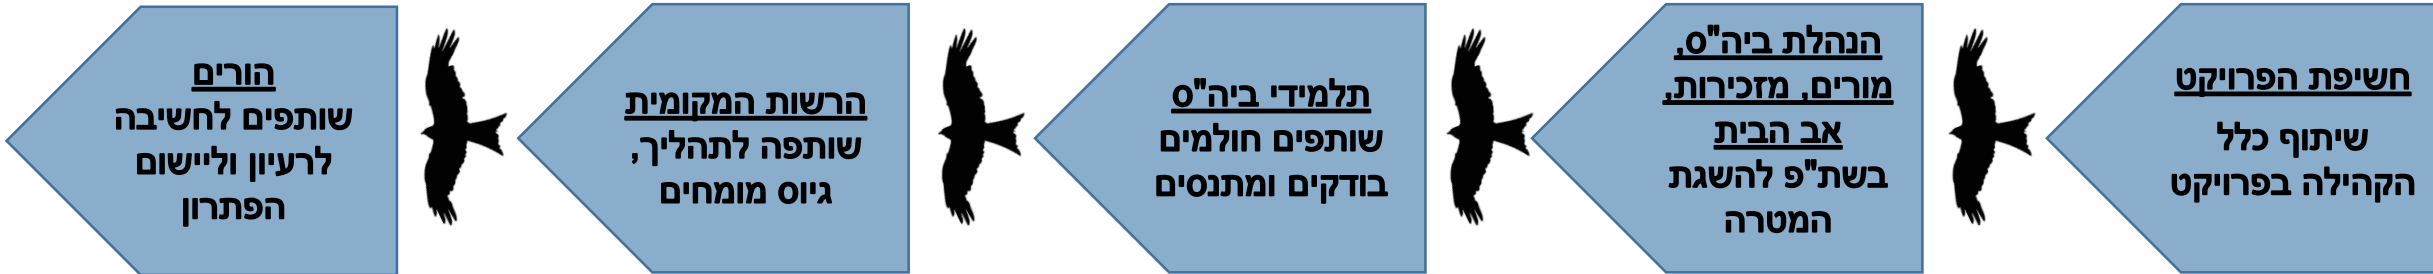 חשיפת הפרויקט
שיתוף כלל
הקהילה בפרויקט
הנהלת ביה"ס,
מורים, מזכירות,
אב הבית
בשת"פ להשגת
המטרה
תלמידי ביה"ס
שותפים חולמים
בודקים ומתנסים
הרשות המקומית
שותפה לתהליך,
גיוס מומחים
הורים
שותפים לחשיבה
לרעיון וליישום
הפתרון